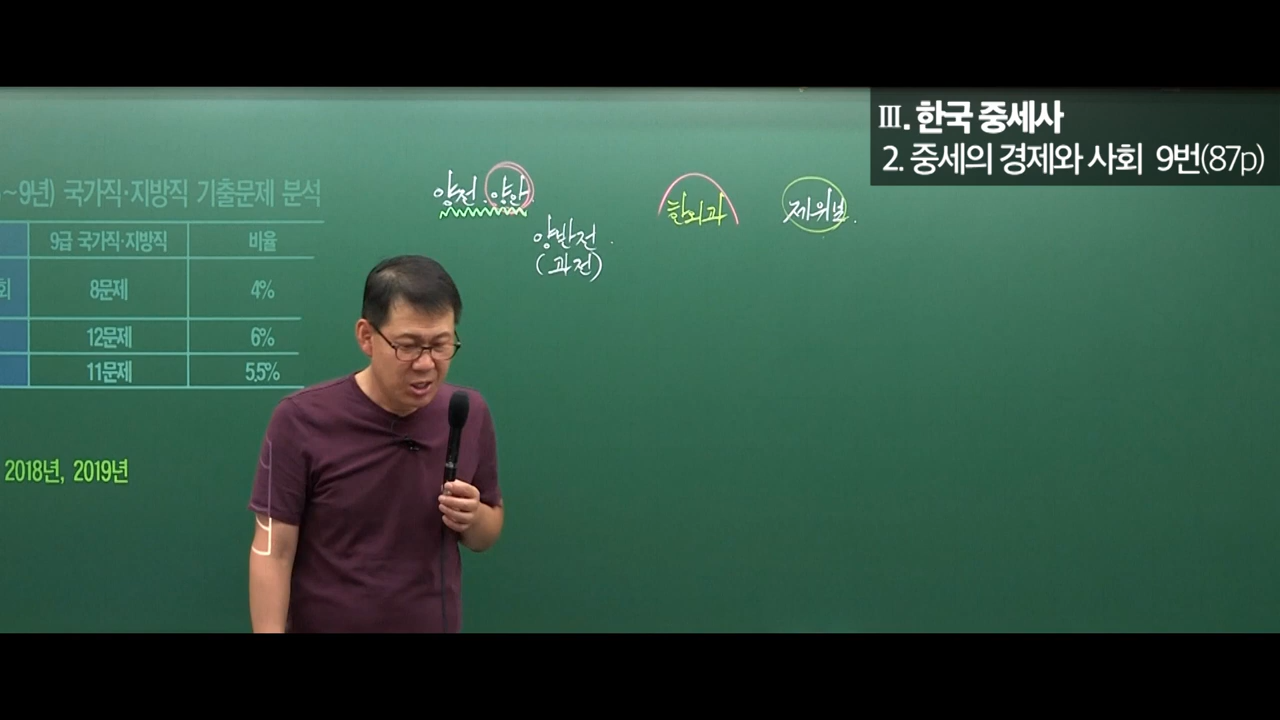 Ⅲ. 한국 중세사
2. 중세의 경제와 사회 9번(87p)
~9년) 국가직·지방직 기출문제 분석
9급 국가직·지방직 비율
회 8문제 4%
12문제 6%
11문제 5.5%
2018년, 2019년
양전. 양안. 한외과 제위보.
양반전.
(과전)